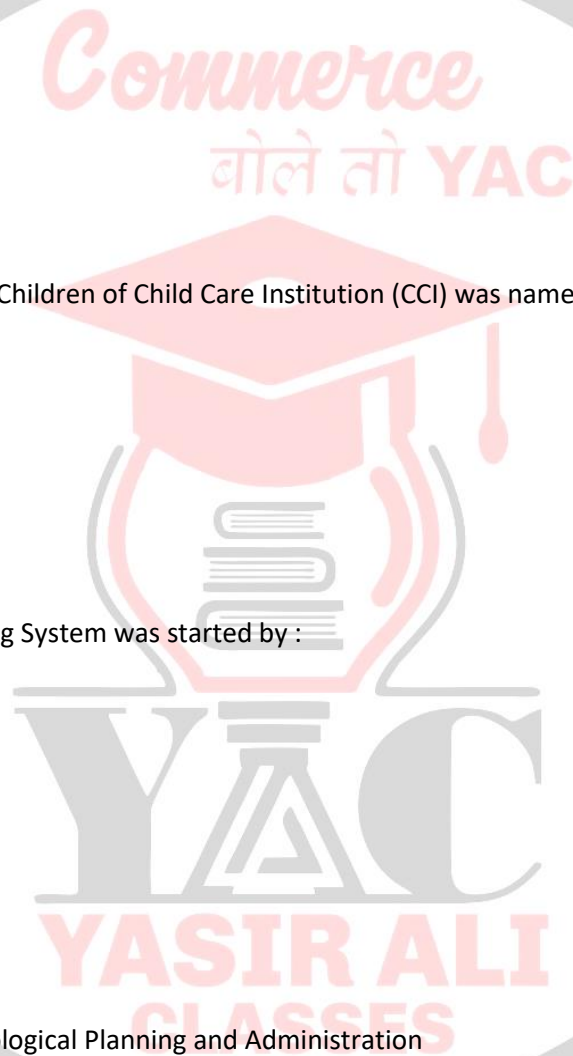 Commerce
बोले तो YAC
Children of Child Care Institution (CCI) was name
g System was started by :
YAC
YASIR ALI
CLASSES
logical Planning and Administration